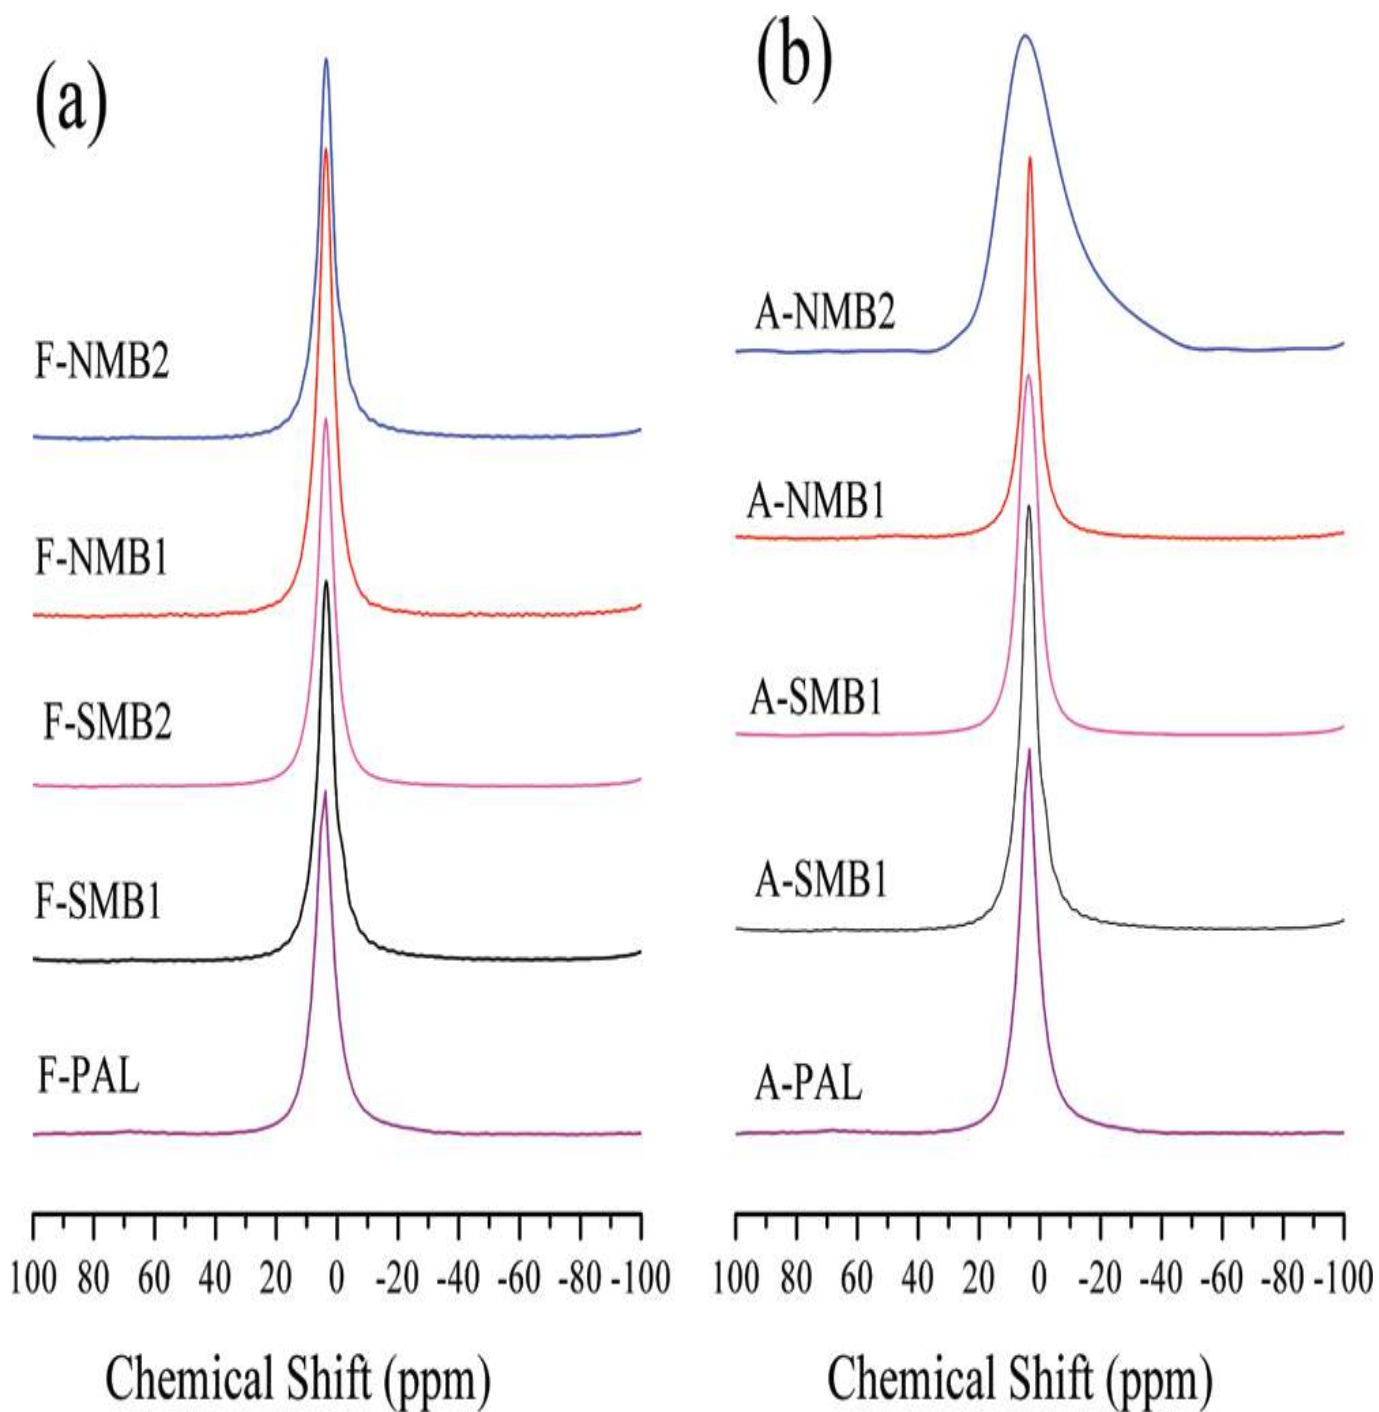 (a)
F-NMB2
F-NMB1
F-SMB2
F-SMB1
F-PAL
100 80 60 40 20 0 -20 -40 -60 -80 -100
Chemical Shift (ppm)
(b)
A-NMB2
A-NMB1
A-SMB1
A-SMB1
A-PAL
100 80 60 40 20 0 -20 -40 -60 -80 -100
Chemical Shift (ppm)